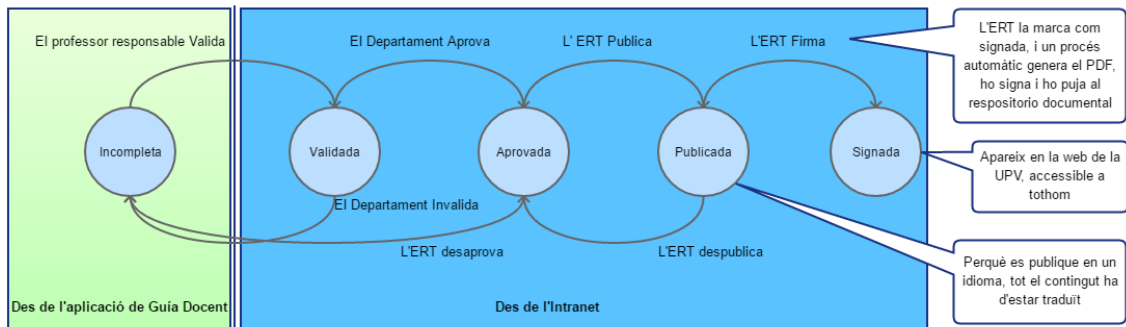 El professor responsable Valida
El Departament Aprova
L' ERT Publica
L'ERT Firma
L'ERT la marca com
signada, i un procés
automàtic genera el PDF,
ho signa i ho puja al
respositorio documental
Incompleta
Validada
Aprovada
Publicada
Signada
Apareix en la web de la
UPV, accessible a
tothom
El Departament Invalida
L'ERT desaprova
L'ERT despublica
Perquè es publique en un
idioma, tot el contingut ha
d'estar traduït
Des de l'aplicació de Guía Docent
Des de l'Intranet